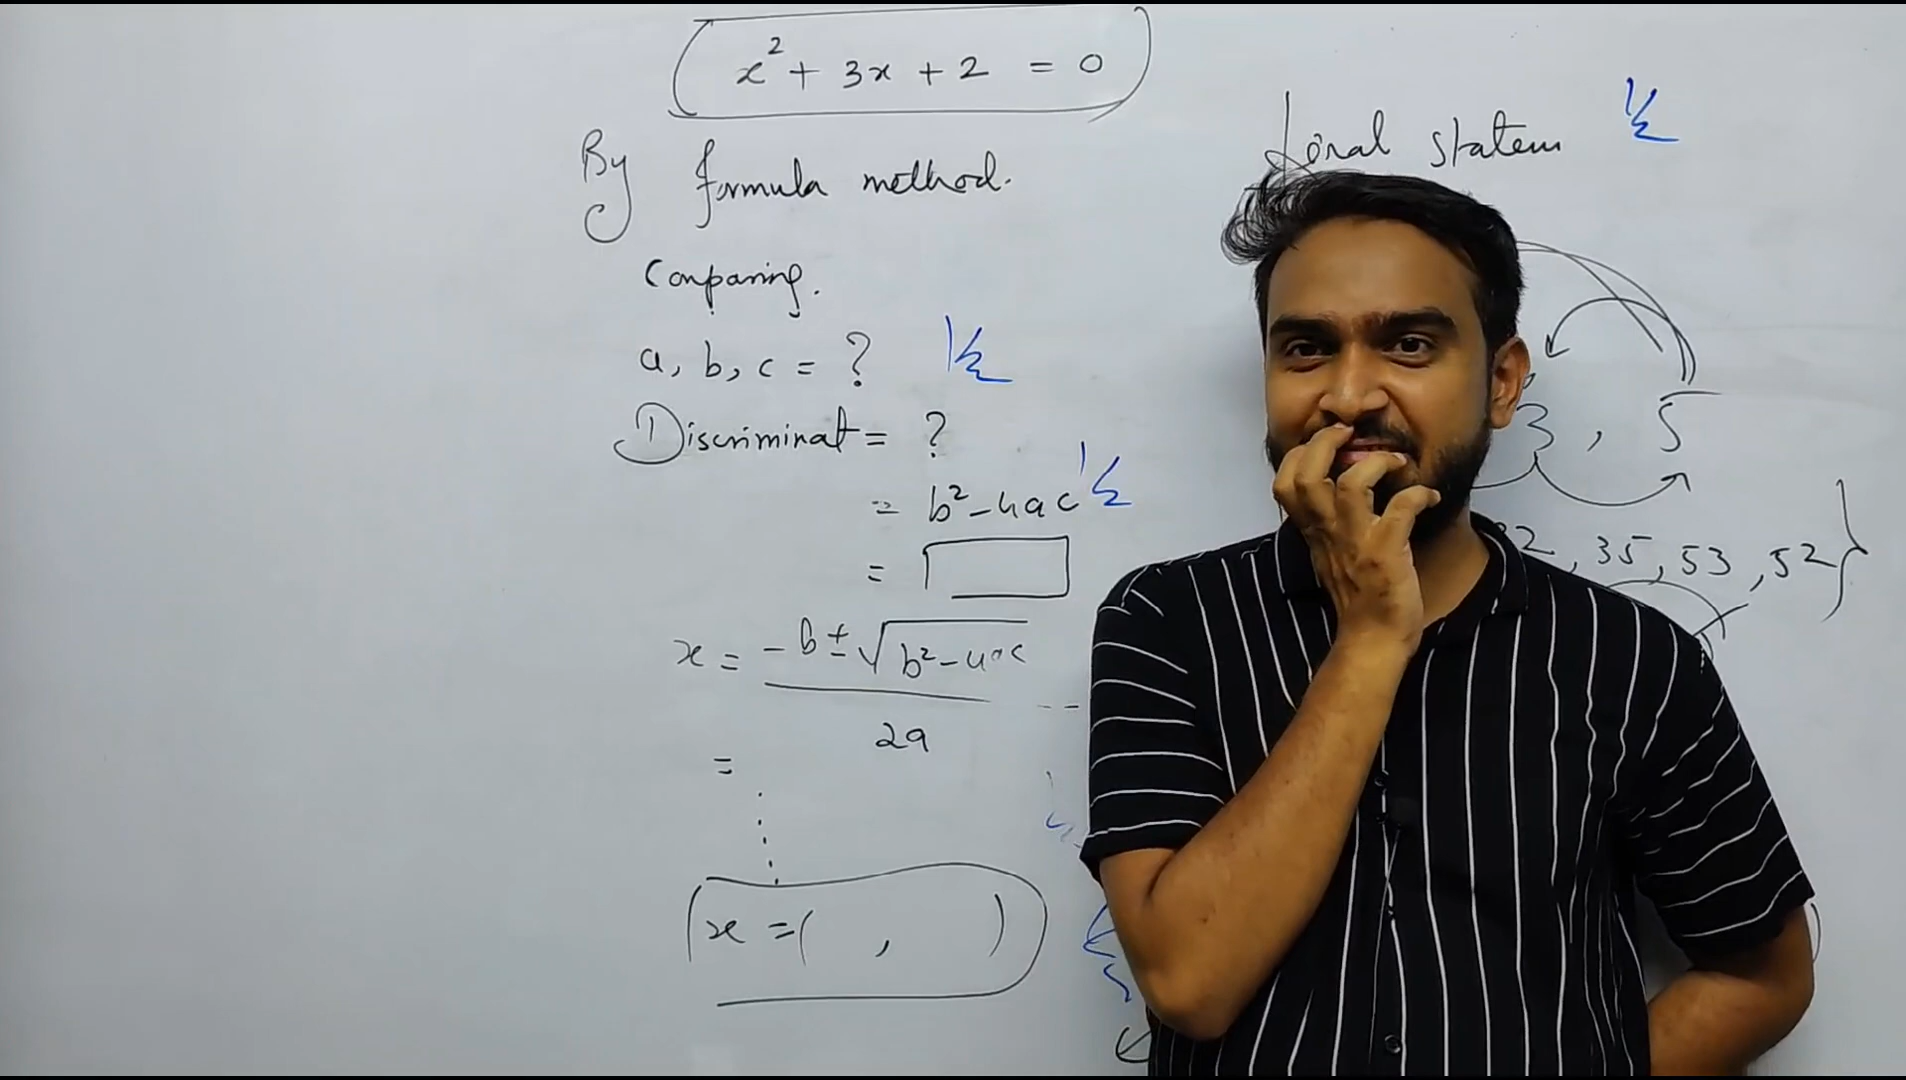 x² + 3x + 2 = 0
By formula method.
Comparing.
a, b, c = ? 1/2
Discriminat = ?
= b² - 4ac 1/2
=
x = (-b ± √(b² - 4ac)) / 2a
=
x = ( , )
1/2
3, 5
35, 53, 52}